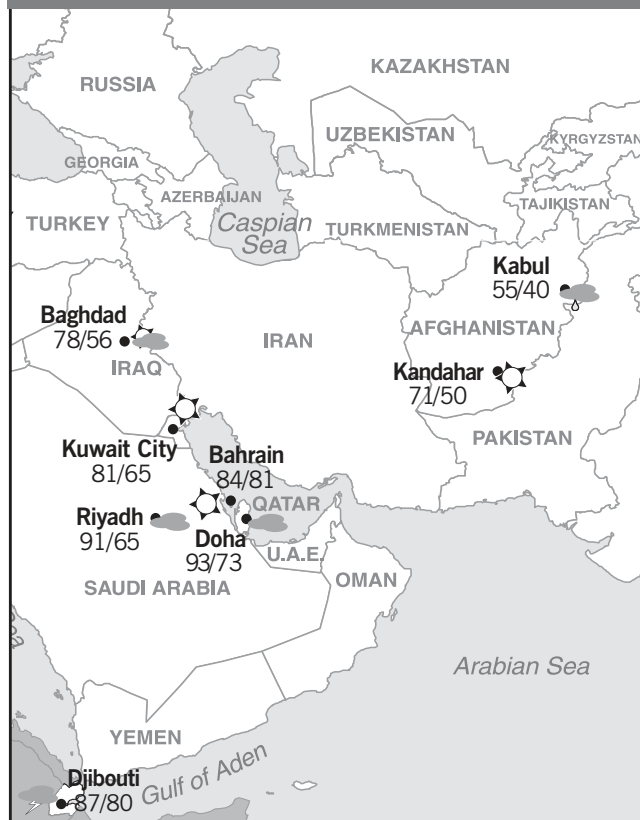 KAZAKHSTAN
RUSSIA
UZBEKISTAN
KYRGYZSTAN
GEORGIA
AZERBAIJAN
TAJIKISTAN
TURKEY
Caspian
Sea
TURKMENISTAN
Kabul
55/40
Baghdad
78/56
IRAQ
IRAN
AFGHANISTAN
Kandahar
71/50
PAKISTAN
Kuwait City
81/65
Bahrain
84/81
Riyadh
91/65
QATAR
Doha
93/73
U.A.E.
SAUDI ARABIA
OMAN
Arabian Sea
YEMEN
Gulf of Aden
Djibouti
87/80